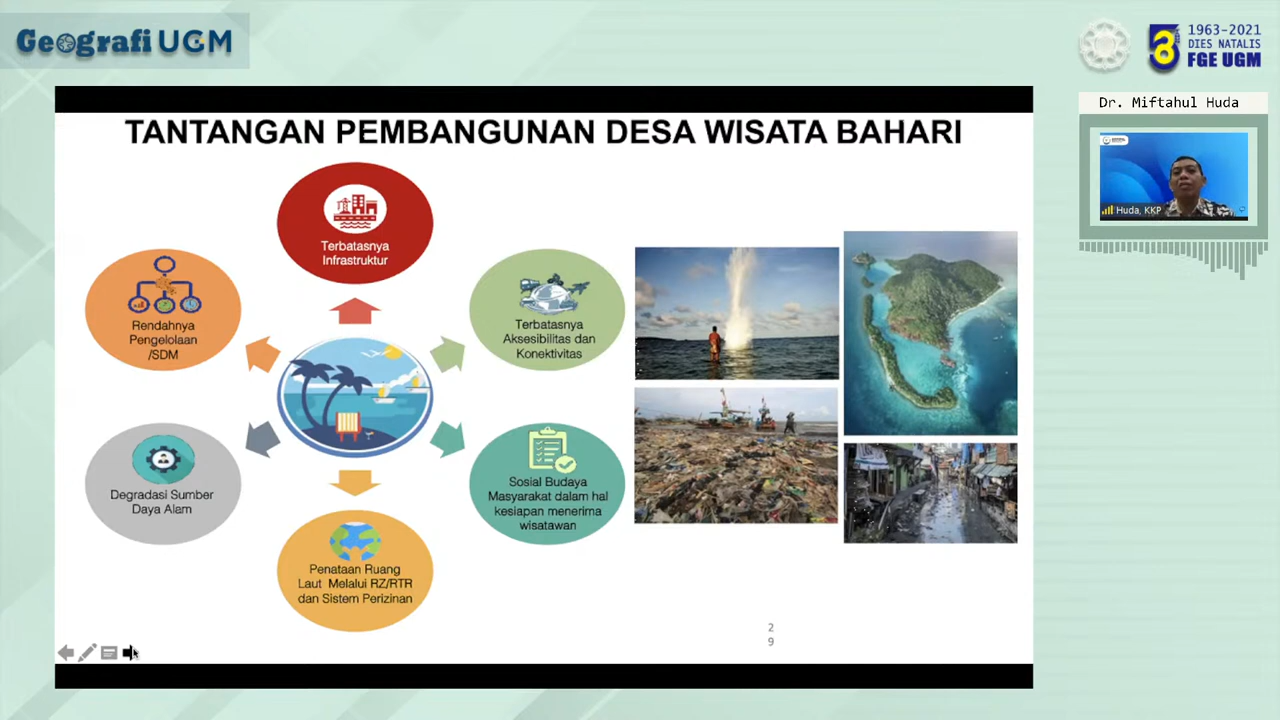 Geografi UGM
1963-2021
DIES NATALIS
FGE UGM
Dr. Miftahul Huda
Huda, KKP
TANTANGAN PEMBANGUNAN DESA WISATA BAHARI
Terbatasnya
Infrastruktur
Rendahnya
Pengelolaan
/SDM
Terbatasnya
Aksesibilitas dan
Konektivitas
Degradasi Sumber
Daya Alam
Sosial Budaya
Masyarakat dalam hal
kesiapan menerima
wisatawan
Penataan Ruang
Laut Melalui RZ/RTR
dan Sistem Perizinan
2
9